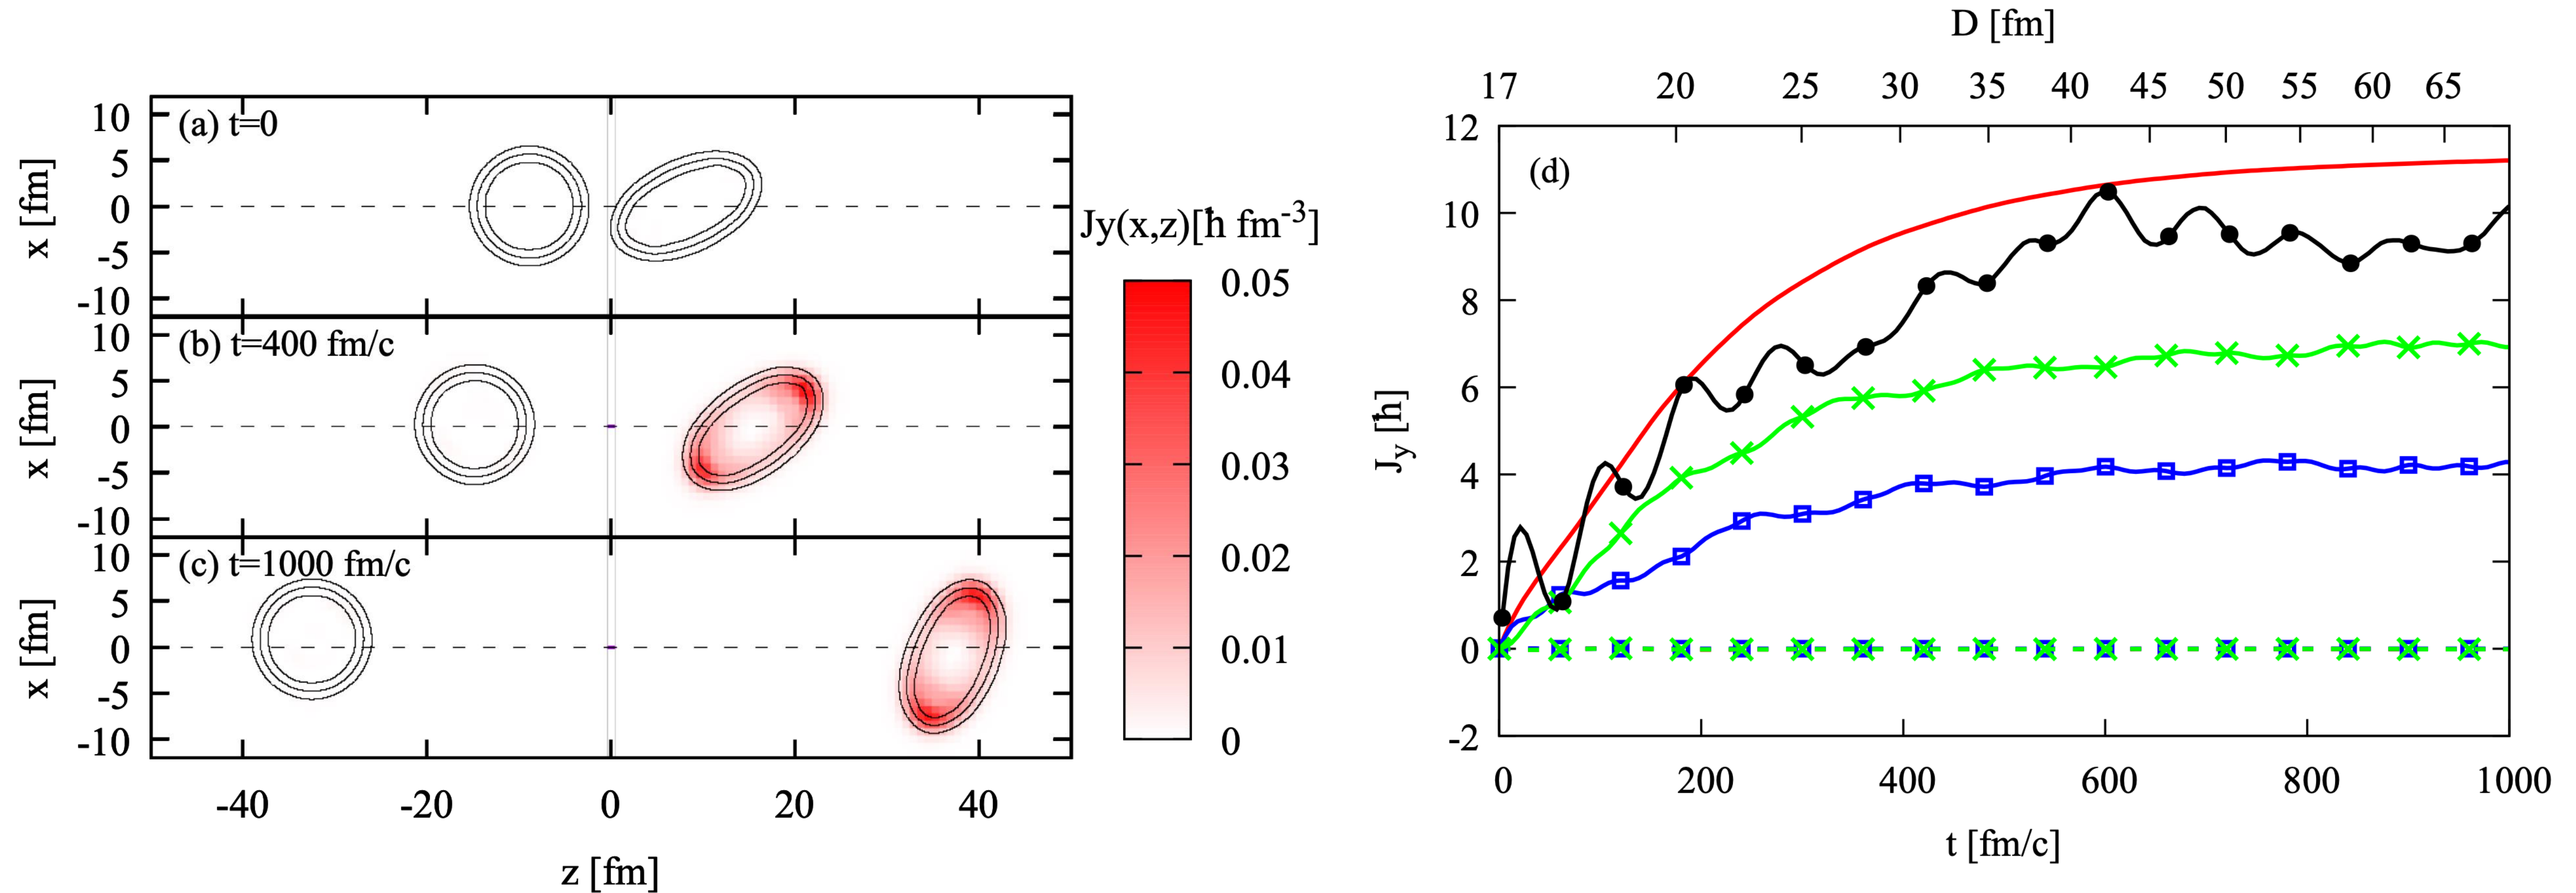 (a) t=0
10
5
0
-5
-10
x [fm]
(b) t=400 fm/c
10
5
0
-5
-10
x [fm]
(c) t=1000 fm/c
10
5
0
-5
-10
x [fm]
-40 -20 0 20 40
z [fm]
Jy(x,z)[ħ fm⁻³]
0.05
0.04
0.03
0.02
0.01
0
D [fm]
17 20 25 30 35 40 45 50 55 60 65
(d)
12
10
8
6
4
2
0
-2
J_y [ħ]
0 200 400 600 800 1000
t [fm/c]